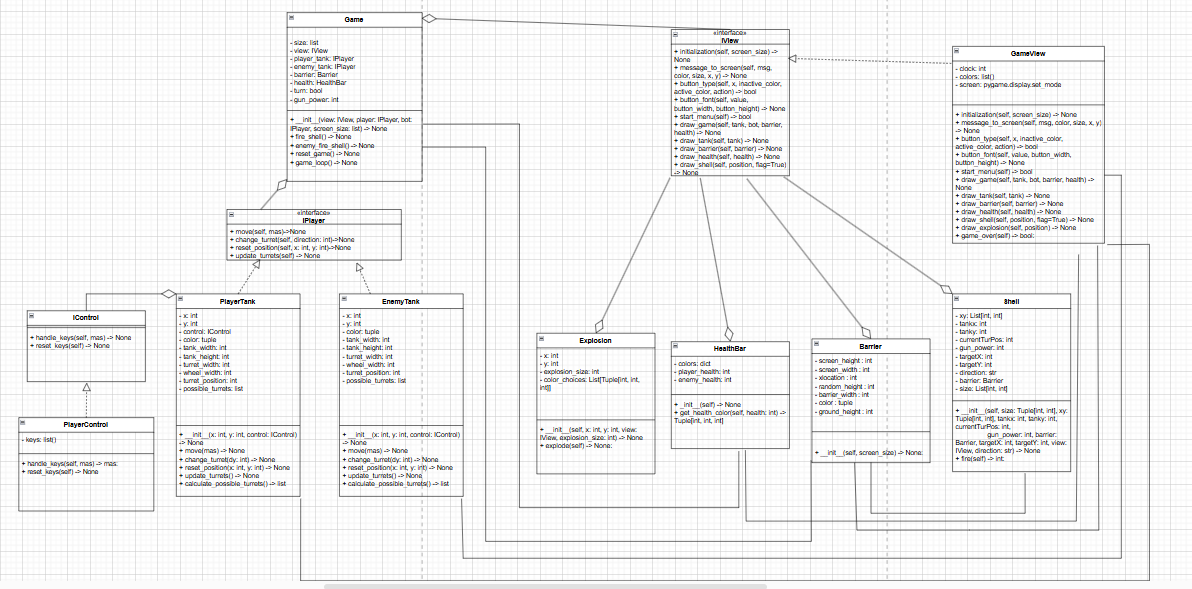 Game
- size: list
- view: IView
- player_tank: IPlayer
- enemy_tank: IPlayer
- barrier: Barrier
- health: HealthBar
- turn: bool
- gun_power: int
+ __init__(view: IView, player: IPlayer, bot:
IPlayer, screen_size: list) -> None
+ fire_shell() -> None
+ enemy_fire_shell() -> None
+ reset_game() -> None
+ game_loop() -> None
«interface»
IView
+ initialization(self, screen_size) ->
None
+ message_to_screen(self, msg,
color, size, x, y) -> None
+ button_type(self, x, inactive_color,
active_color, action) -> bool
+ button_font(self, value,
button_width, button_height) -> None
+ start_menu(self) -> bool
+ draw_game(self, tank, bot, barrier,
health) -> None
+ draw_tank(self, tank) -> None
+ draw_barrier(self, barrier) -> None
+ draw_health(self, health) -> None
+ draw_shell(self, position, flag=True)
-> None
GameView
- clock: int
- colors: list()
- screen: pygame.display.set_mode
+ initialization(self, screen_size) -> None
+ message_to_screen(self, msg, color, size, x, y)
-> None
+ button_type(self, x, inactive_color,
active_color, action) -> bool
+ button_font(self, value, button_width,
button_height) -> None
+ start_menu(self) -> bool
+ draw_game(self, tank, bot, barrier, health) ->
None
+ draw_tank(self, tank) -> None
+ draw_barrier(self, barrier) -> None
+ draw_health(self, health) -> None
+ draw_shell(self, position, flag=True) -> None
+ draw_explosion(self, position) -> None
+ game_over(self) -> bool:
«interface»
IPlayer
+ move(self, mas)->None
+ change_turret(self, direction: int)->None
+ reset_position(self, x: int, y: int)->None
+ update_turrets(self) -> None
IControl
+ handle_keys(self, mas) -> None
+ reset_keys(self) -> None
PlayerControl
- keys: list()
+ handle_keys(self, mas) -> mas:
+ reset_keys(self) -> None
PlayerTank
- x: int
- y: int
- control: IControl
- color: tuple
- tank_width: int
- tank_height: int
- turret_width: int
- wheel_width: int
- turret_position: int
- possible_turrets: list
+ __init__(x: int, y: int, control: IControl)
-> None
+ move(mas) -> None
+ change_turret(dy: int) -> None
+ reset_position(x: int, y: int) -> None
+ update_turrets() -> None
+ calculate_possible_turrets() -> list
EnemyTank
- x: int
- y: int
- color: tuple
- tank_width: int
- tank_height: int
- turret_width: int
- wheel_width: int
- turret_position: int
- possible_turrets: list
+ __init__(x: int, y: int, control: IControl)
-> None
+ move(mas) -> None
+ change_turret(dy: int) -> None
+ reset_position(x: int, y: int) -> None
+ update_turrets() -> None
+ calculate_possible_turrets() -> list
Explosion
- x: int
- y: int
- explosion_size: int
- color_choices: List[Tuple[int, int,
int]]
+ __init__(self, x: int, y: int, view:
IView, explosion_size: int) -> None
+ explode(self) -> None:
HealthBar
- colors: dict
- player_health: int
- enemy_health: int
+ __init__(self) -> None
+ get_health_color(self, health: int) ->
Tuple[int, int, int]
Barrier
- screen_height : int
- screen_width : int
- xlocation : int
- random_height : int
- barrier_width : int
- color : tuple
- ground_height : int
+ __init__(self, screen_size) -> None:
Shell
- xy: List[int, int]
- tankx: int
- tanky: int
- currentTurPos: int
- gun_power: int
- targetX: int
- targetY: int
- direction: str
- barrier: Barrier
- size: List[int, int]
+ __init__(self, size: Tuple[int, int], xy:
Tuple[int, int], tankx: int, tanky: int,
currentTurPos: int,
gun_power: int, barrier:
Barrier, targetX: int, targetY: int, view:
IView, direction: str) -> None
+ fire(self) -> int: